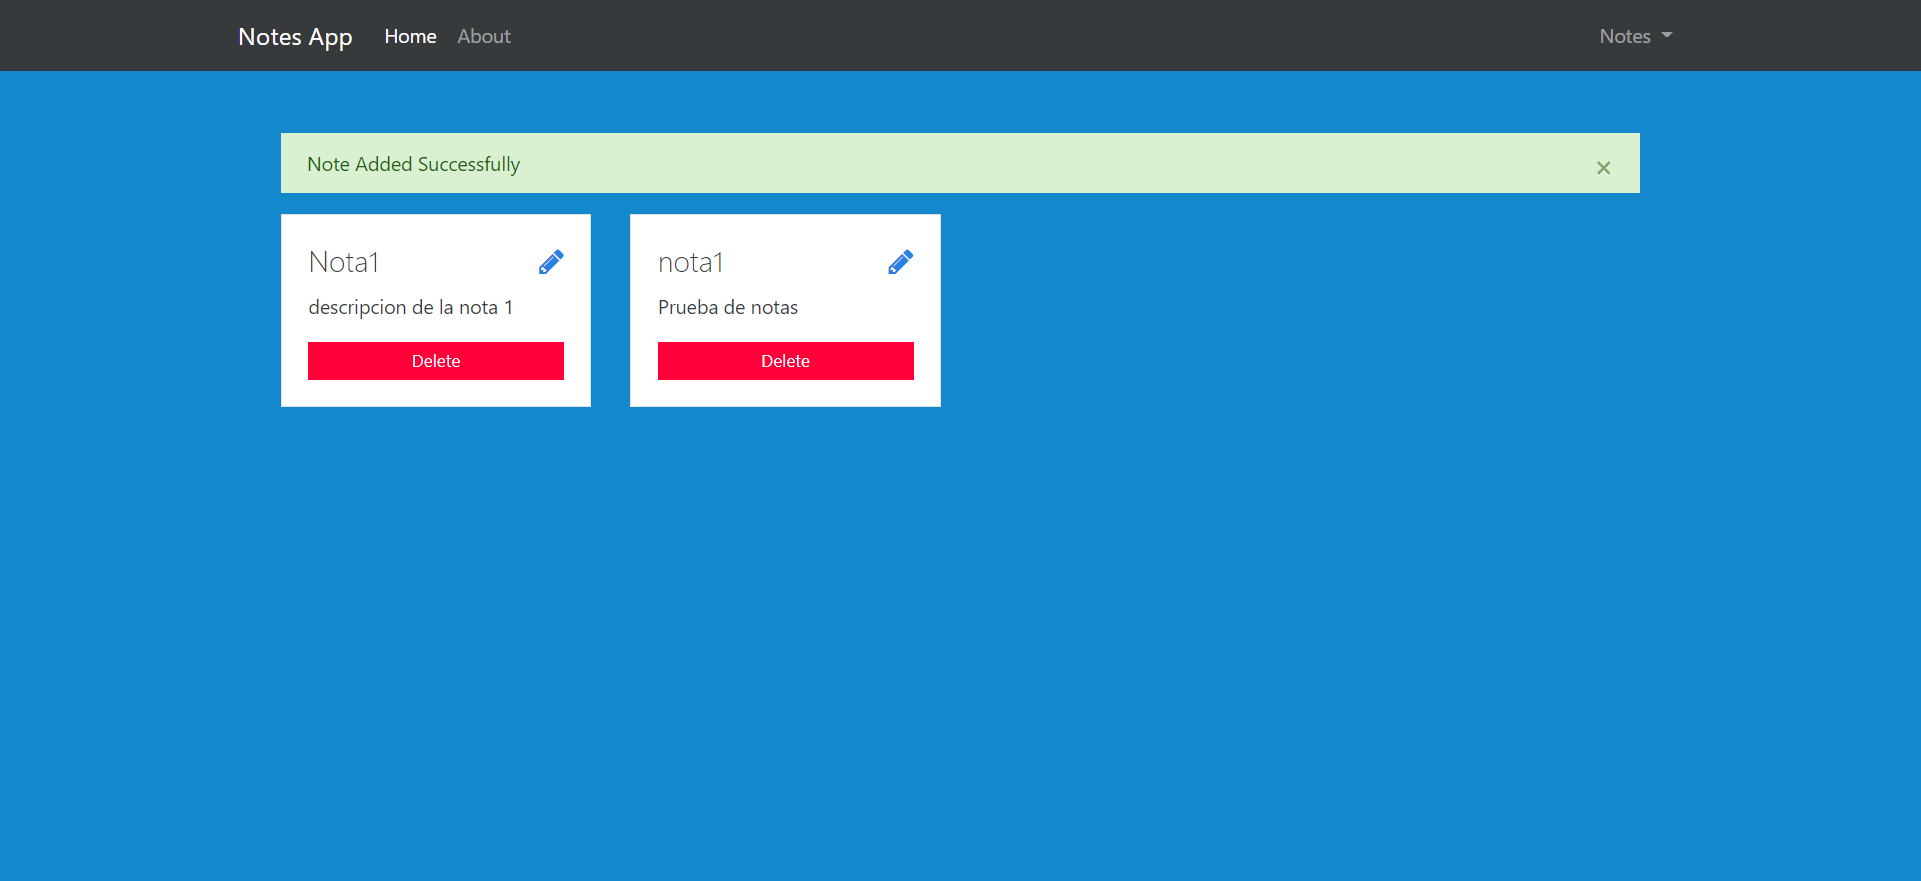 Notes App Home About Notes
Note Added Successfully ×
Nota1
descripcion de la nota 1
Delete
nota1
Prueba de notas
Delete